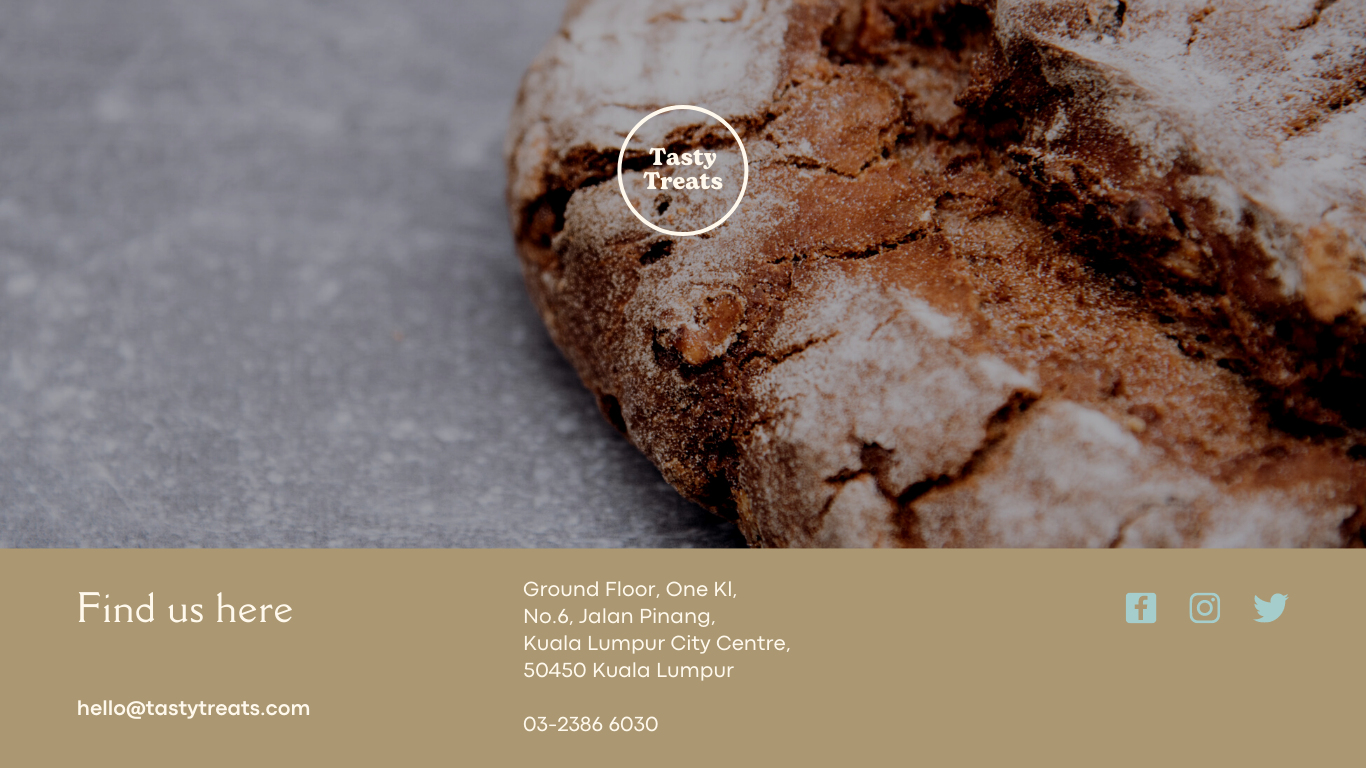 Tasty
Treats
Find us here
hello@tastytreats.com
Ground Floor, One Kl,
No.6, Jalan Pinang,
Kuala Lumpur City Centre,
50450 Kuala Lumpur
03-2386 6030